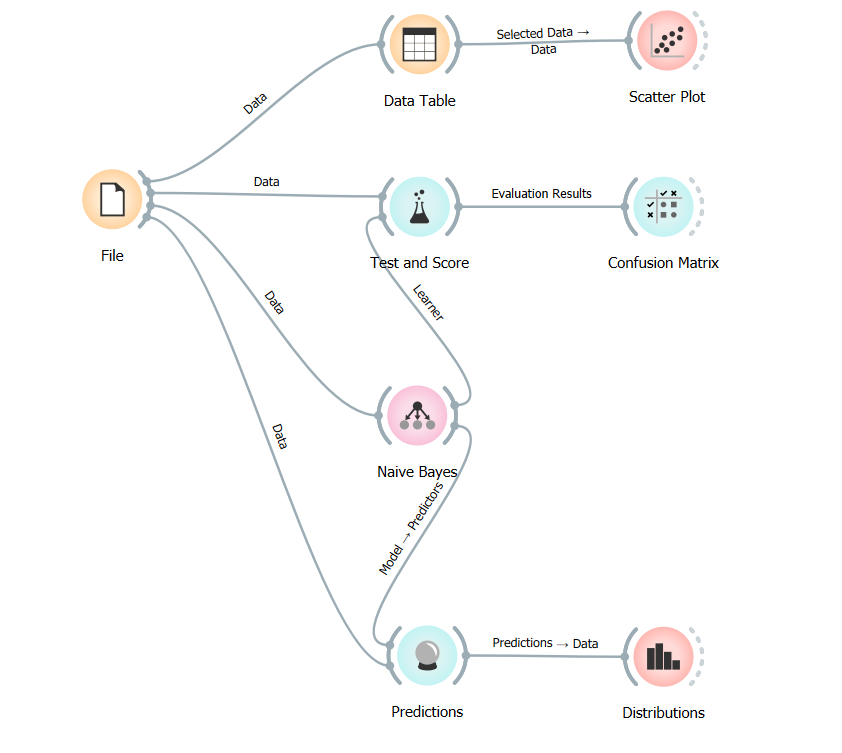 Selected Data →
Data
Data Table
Scatter Plot
Data
Data
Evaluation Results
File
Test and Score
Confusion Matrix
Data
Learner
Data
Naive Bayes
Model → Predictors
Predictions → Data
Predictions
Distributions